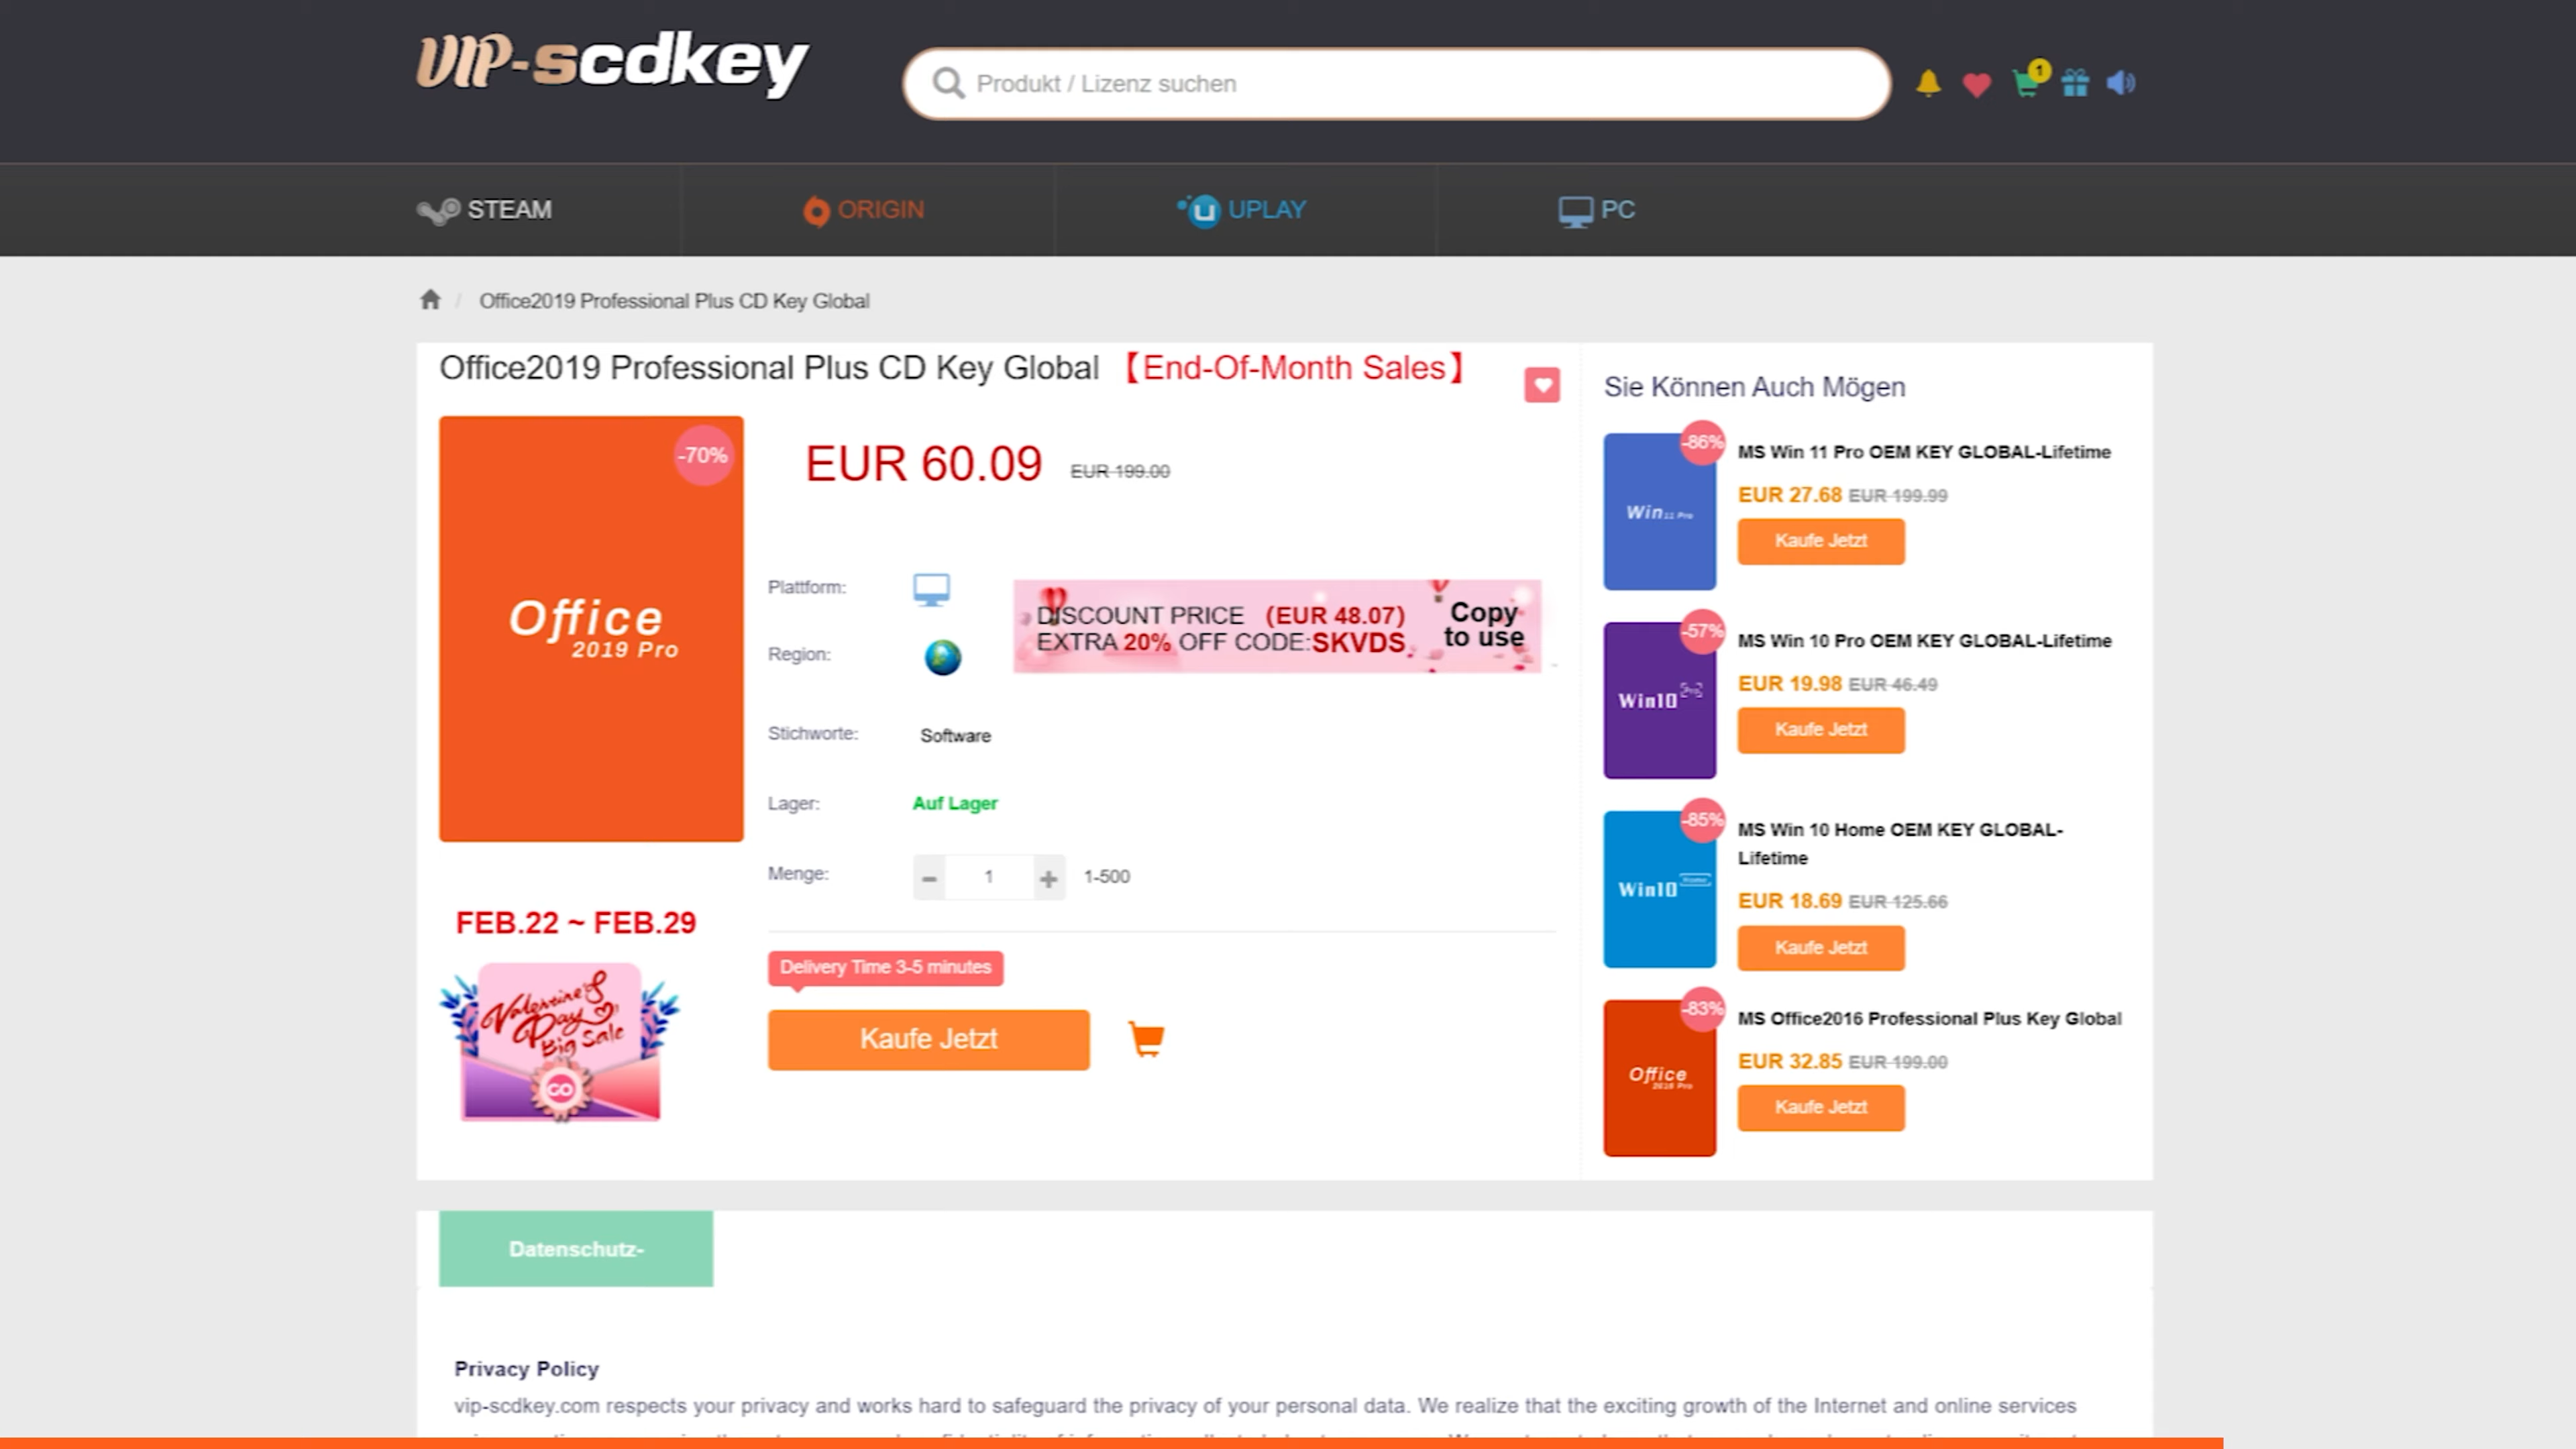 VIP-scdkey
Produkt / Lizenz suchen
1
STEAM
ORIGIN
UPLAY
PC
/ Office2019 Professional Plus CD Key Global
Office2019 Professional Plus CD Key Global 【End-Of-Month Sales】
-70%
Office
2019 Pro
EUR 60.09 EUR 199.00
Plattform:
DISCOUNT PRICE (EUR 48.07)
EXTRA 20% OFF CODE:SKVDS
Copy
to use
Region:
Stichworte: Software
Lager: Auf Lager
Menge: - 1 + 1-500
FEB.22 ~ FEB.29
Valentine's
Day
Big Sale
GO
Delivery Time 3-5 minutes
Kaufe Jetzt
Sie Können Auch Mögen
-86%
Win 11 Pro
MS Win 11 Pro OEM KEY GLOBAL-Lifetime
EUR 27.68 EUR 199.99
Kaufe Jetzt
-57%
Win10 Pro
MS Win 10 Pro OEM KEY GLOBAL-Lifetime
EUR 19.98 EUR 46.49
Kaufe Jetzt
-85%
Win10
MS Win 10 Home OEM KEY GLOBAL-
Lifetime
EUR 18.69 EUR 125.66
Kaufe Jetzt
-83%
Office
MS Office2016 Professional Plus Key Global
EUR 32.85 EUR 199.00
Kaufe Jetzt
Datenschutz-
Privacy Policy
vip-scdkey.com respects your privacy and works hard to safeguard the privacy of your personal data. We realize that the exciting growth of the Internet and online services